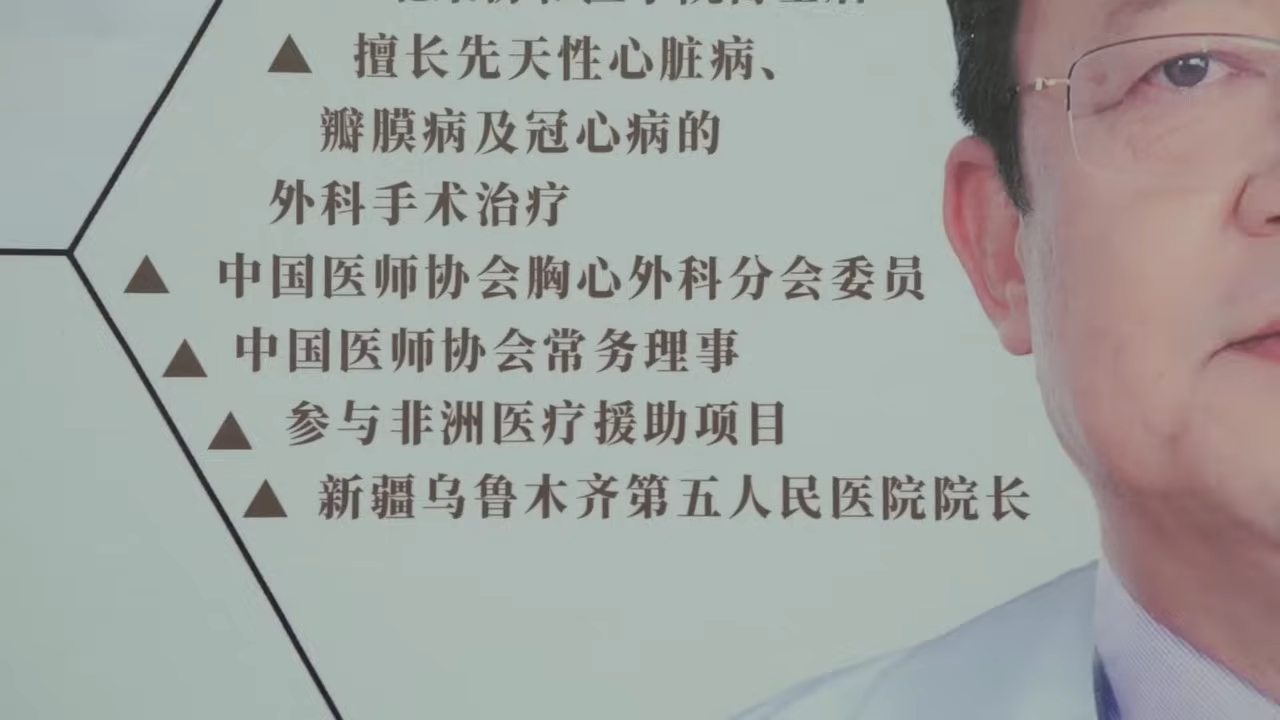 ▲ 擅长先天性心脏病、
瓣膜病及冠心病的
外科手术治疗
▲ 中国医师协会胸心外科分会委员
▲ 中国医师协会常务理事
▲ 参与非洲医疗援助项目
▲ 新疆乌鲁木齐第五人民医院院长